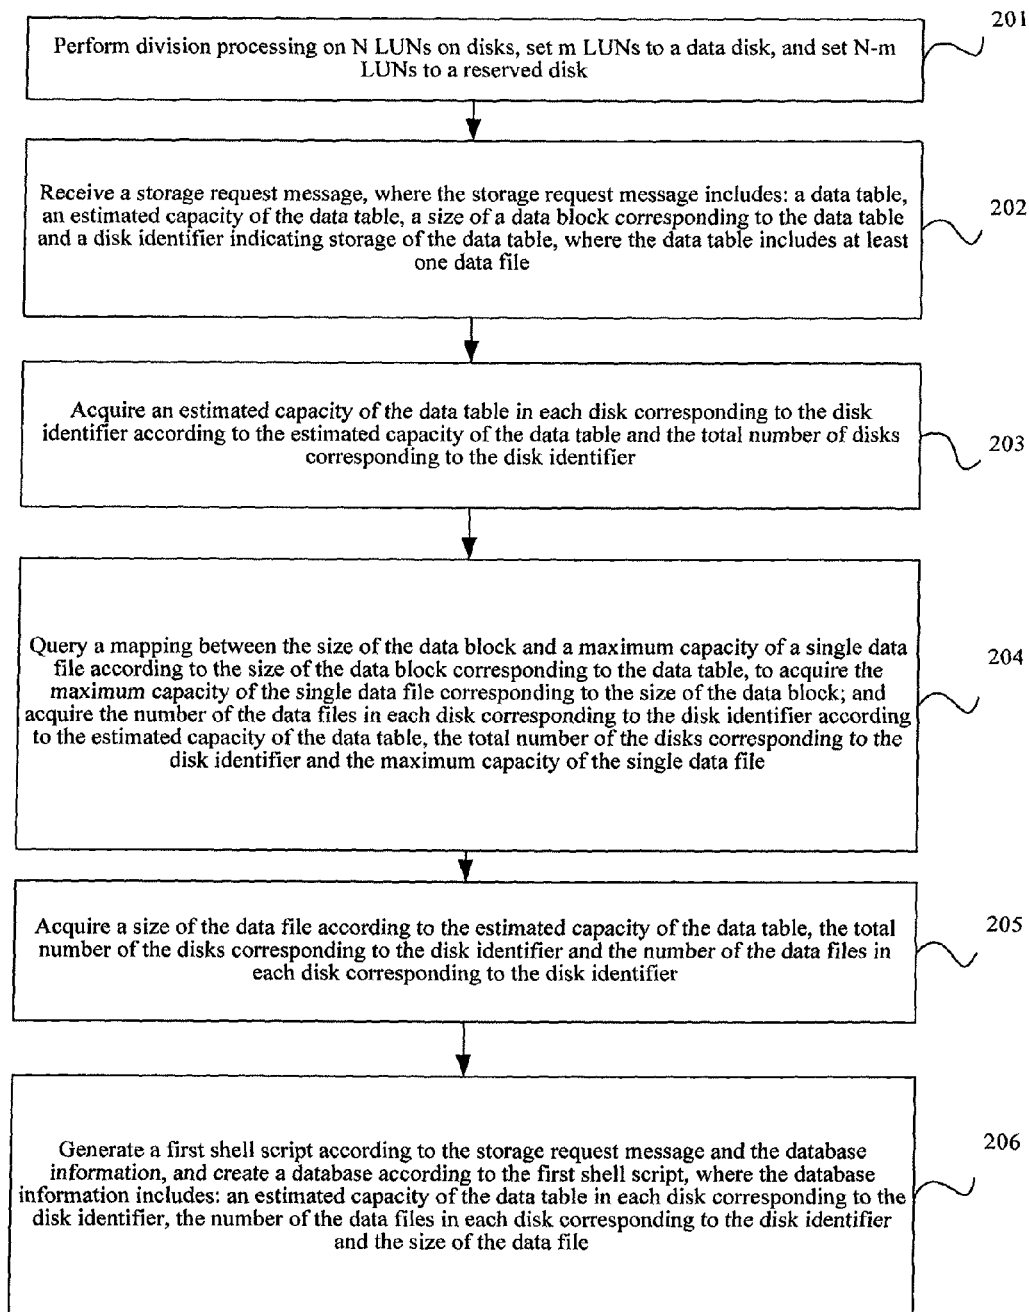 201
Perform division processing on N LUNs on disks, set m LUNs to a data disk, and set N-m
LUNs to a reserved disk
Receive a storage request message, where the storage request message includes: a data table,
an estimated capacity of the data table, a size of a data block corresponding to the data table
and a disk identifier indicating storage of the data table, where the data table includes at least
one data file
202
Acquire an estimated capacity of the data table in each disk corresponding to the disk
identifier according to the estimated capacity of the data table and the total number of disks
corresponding to the disk identifier
203
Query a mapping between the size of the data block and a maximum capacity of a single data
file according to the size of the data block corresponding to the data table, to acquire the
maximum capacity of the single data file corresponding to the size of the data block; and
acquire the number of the data files in each disk corresponding to the disk identifier according
to the estimated capacity of the data table, the total number of the disks corresponding to the
disk identifier and the maximum capacity of the single data file
204
Acquire a size of the data file according to the estimated capacity of the data table, the total
number of the disks corresponding to the disk identifier and the number of the data files in
each disk corresponding to the disk identifier
205
Generate a first shell script according to the storage request message and the database
information, and create a database according to the first shell script, where the database
information includes: an estimated capacity of the data table in each disk corresponding to the
disk identifier, the number of the data files in each disk corresponding to the disk identifier
and the size of the data file
206